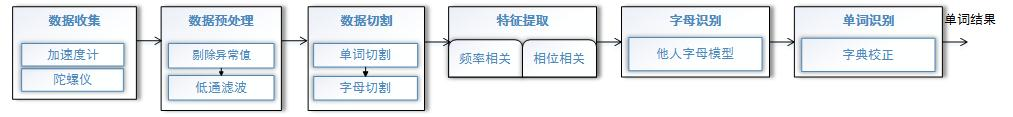 数据收集
加速度计
陀螺仪
数据预处理
剔除异常值
低通滤波
数据切割
单词切割
字母切割
特征提取
频率相关
相位相关
字母识别
他人字母模型
单词识别
字典校正
单词结果